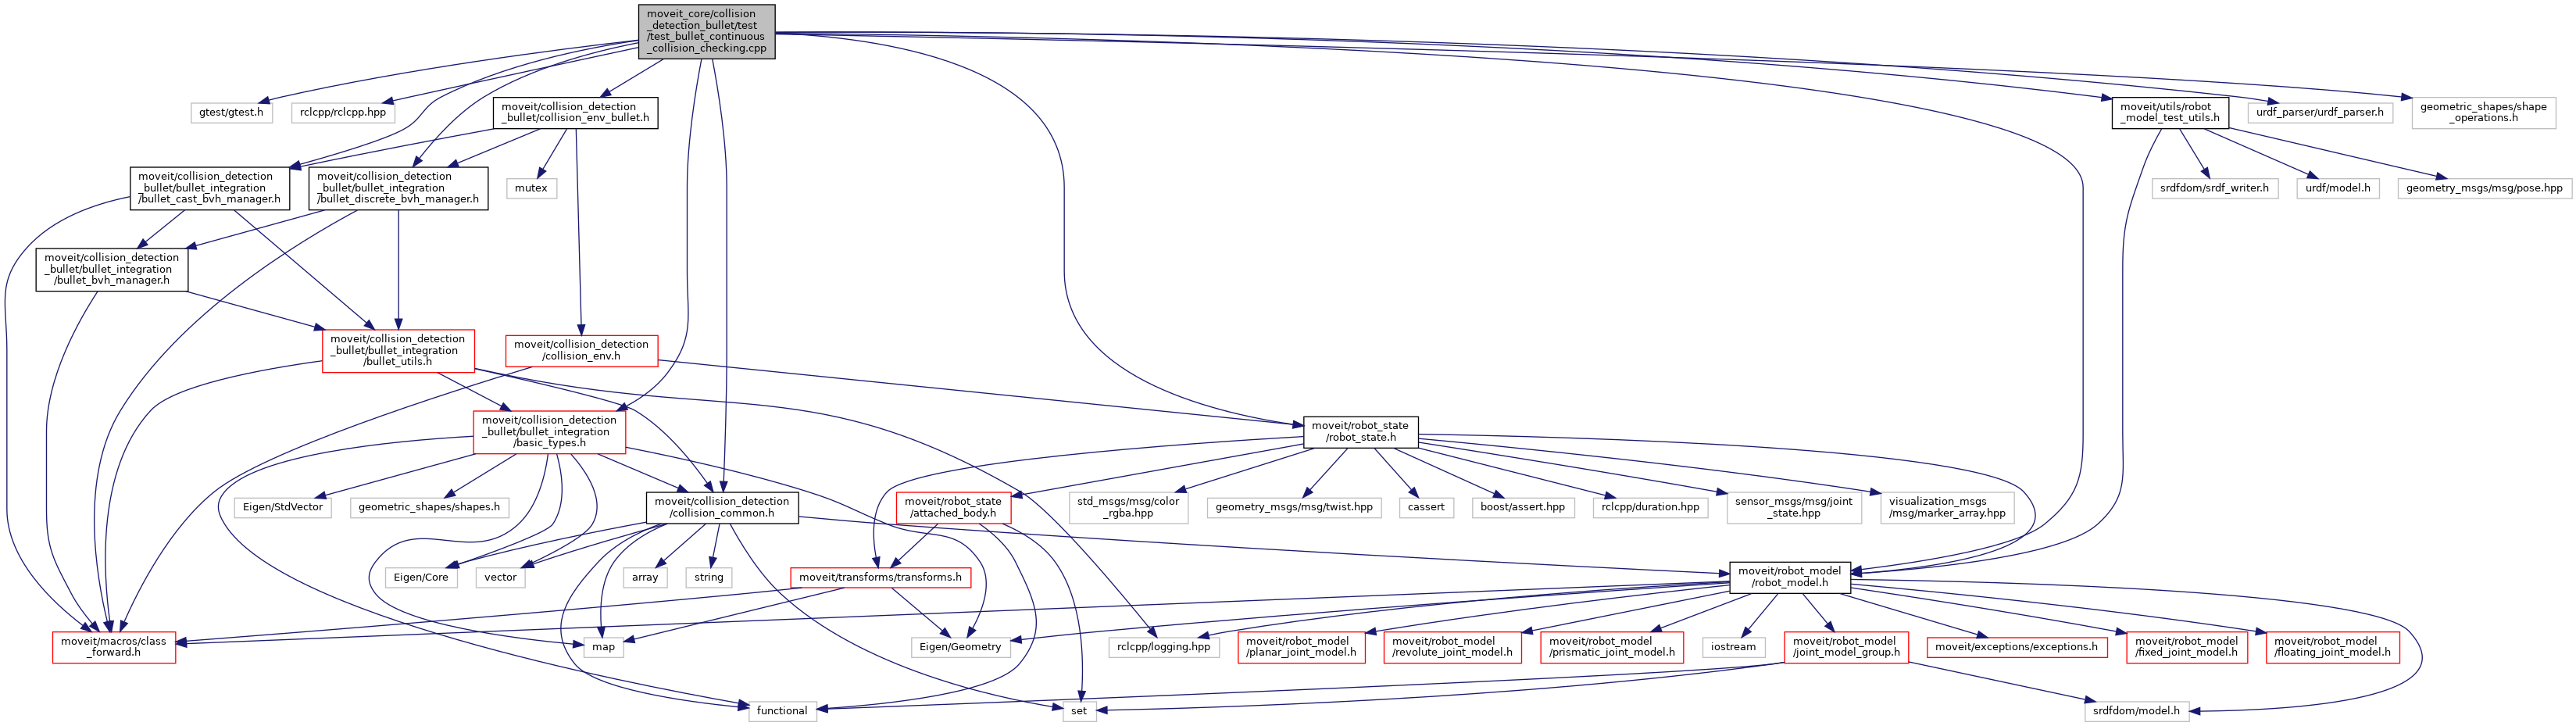 moveit_core/collision
_detection_bullet/test
/test_bullet_continuous
_collision_checking.cpp
gtest/gtest.h
rclcpp/rclcpp.hpp
moveit/collision_detection
_bullet/collision_env_bullet.h
moveit/utils/robot
_model_test_utils.h
urdf_parser/urdf_parser.h
geometric_shapes/shape
_operations.h
moveit/collision_detection
_bullet/bullet_integration
/bullet_cast_bvh_manager.h
moveit/collision_detection
_bullet/bullet_integration
/bullet_discrete_bvh_manager.h
mutex
srdfdom/srdf_writer.h
urdf/model.h
geometry_msgs/msg/pose.hpp
moveit/collision_detection
_bullet/bullet_integration
/bullet_bvh_manager.h
moveit/collision_detection
_bullet/bullet_integration
/bullet_utils.h
moveit/collision_detection
/collision_env.h
moveit/collision_detection
_bullet/bullet_integration
/basic_types.h
moveit/robot_state
/robot_state.h
Eigen/StdVector
geometric_shapes/shapes.h
moveit/collision_detection
/collision_common.h
moveit/robot_state
/attached_body.h
std_msgs/msg/color
_rgba.hpp
geometry_msgs/msg/twist.hpp
cassert
boost/assert.hpp
rclcpp/duration.hpp
sensor_msgs/msg/joint
_state.hpp
visualization_msgs
/msg/marker_array.hpp
Eigen/Core
vector
array
string
moveit/transforms/transforms.h
moveit/robot_model
/robot_model.h
moveit/macros/class
_forward.h
map
Eigen/Geometry
rclcpp/logging.hpp
moveit/robot_model
/planar_joint_model.h
moveit/robot_model
/revolute_joint_model.h
moveit/robot_model
/prismatic_joint_model.h
iostream
moveit/robot_model
/joint_model_group.h
moveit/exceptions/exceptions.h
moveit/robot_model
/fixed_joint_model.h
moveit/robot_model
/floating_joint_model.h
functional
set
srdfdom/model.h